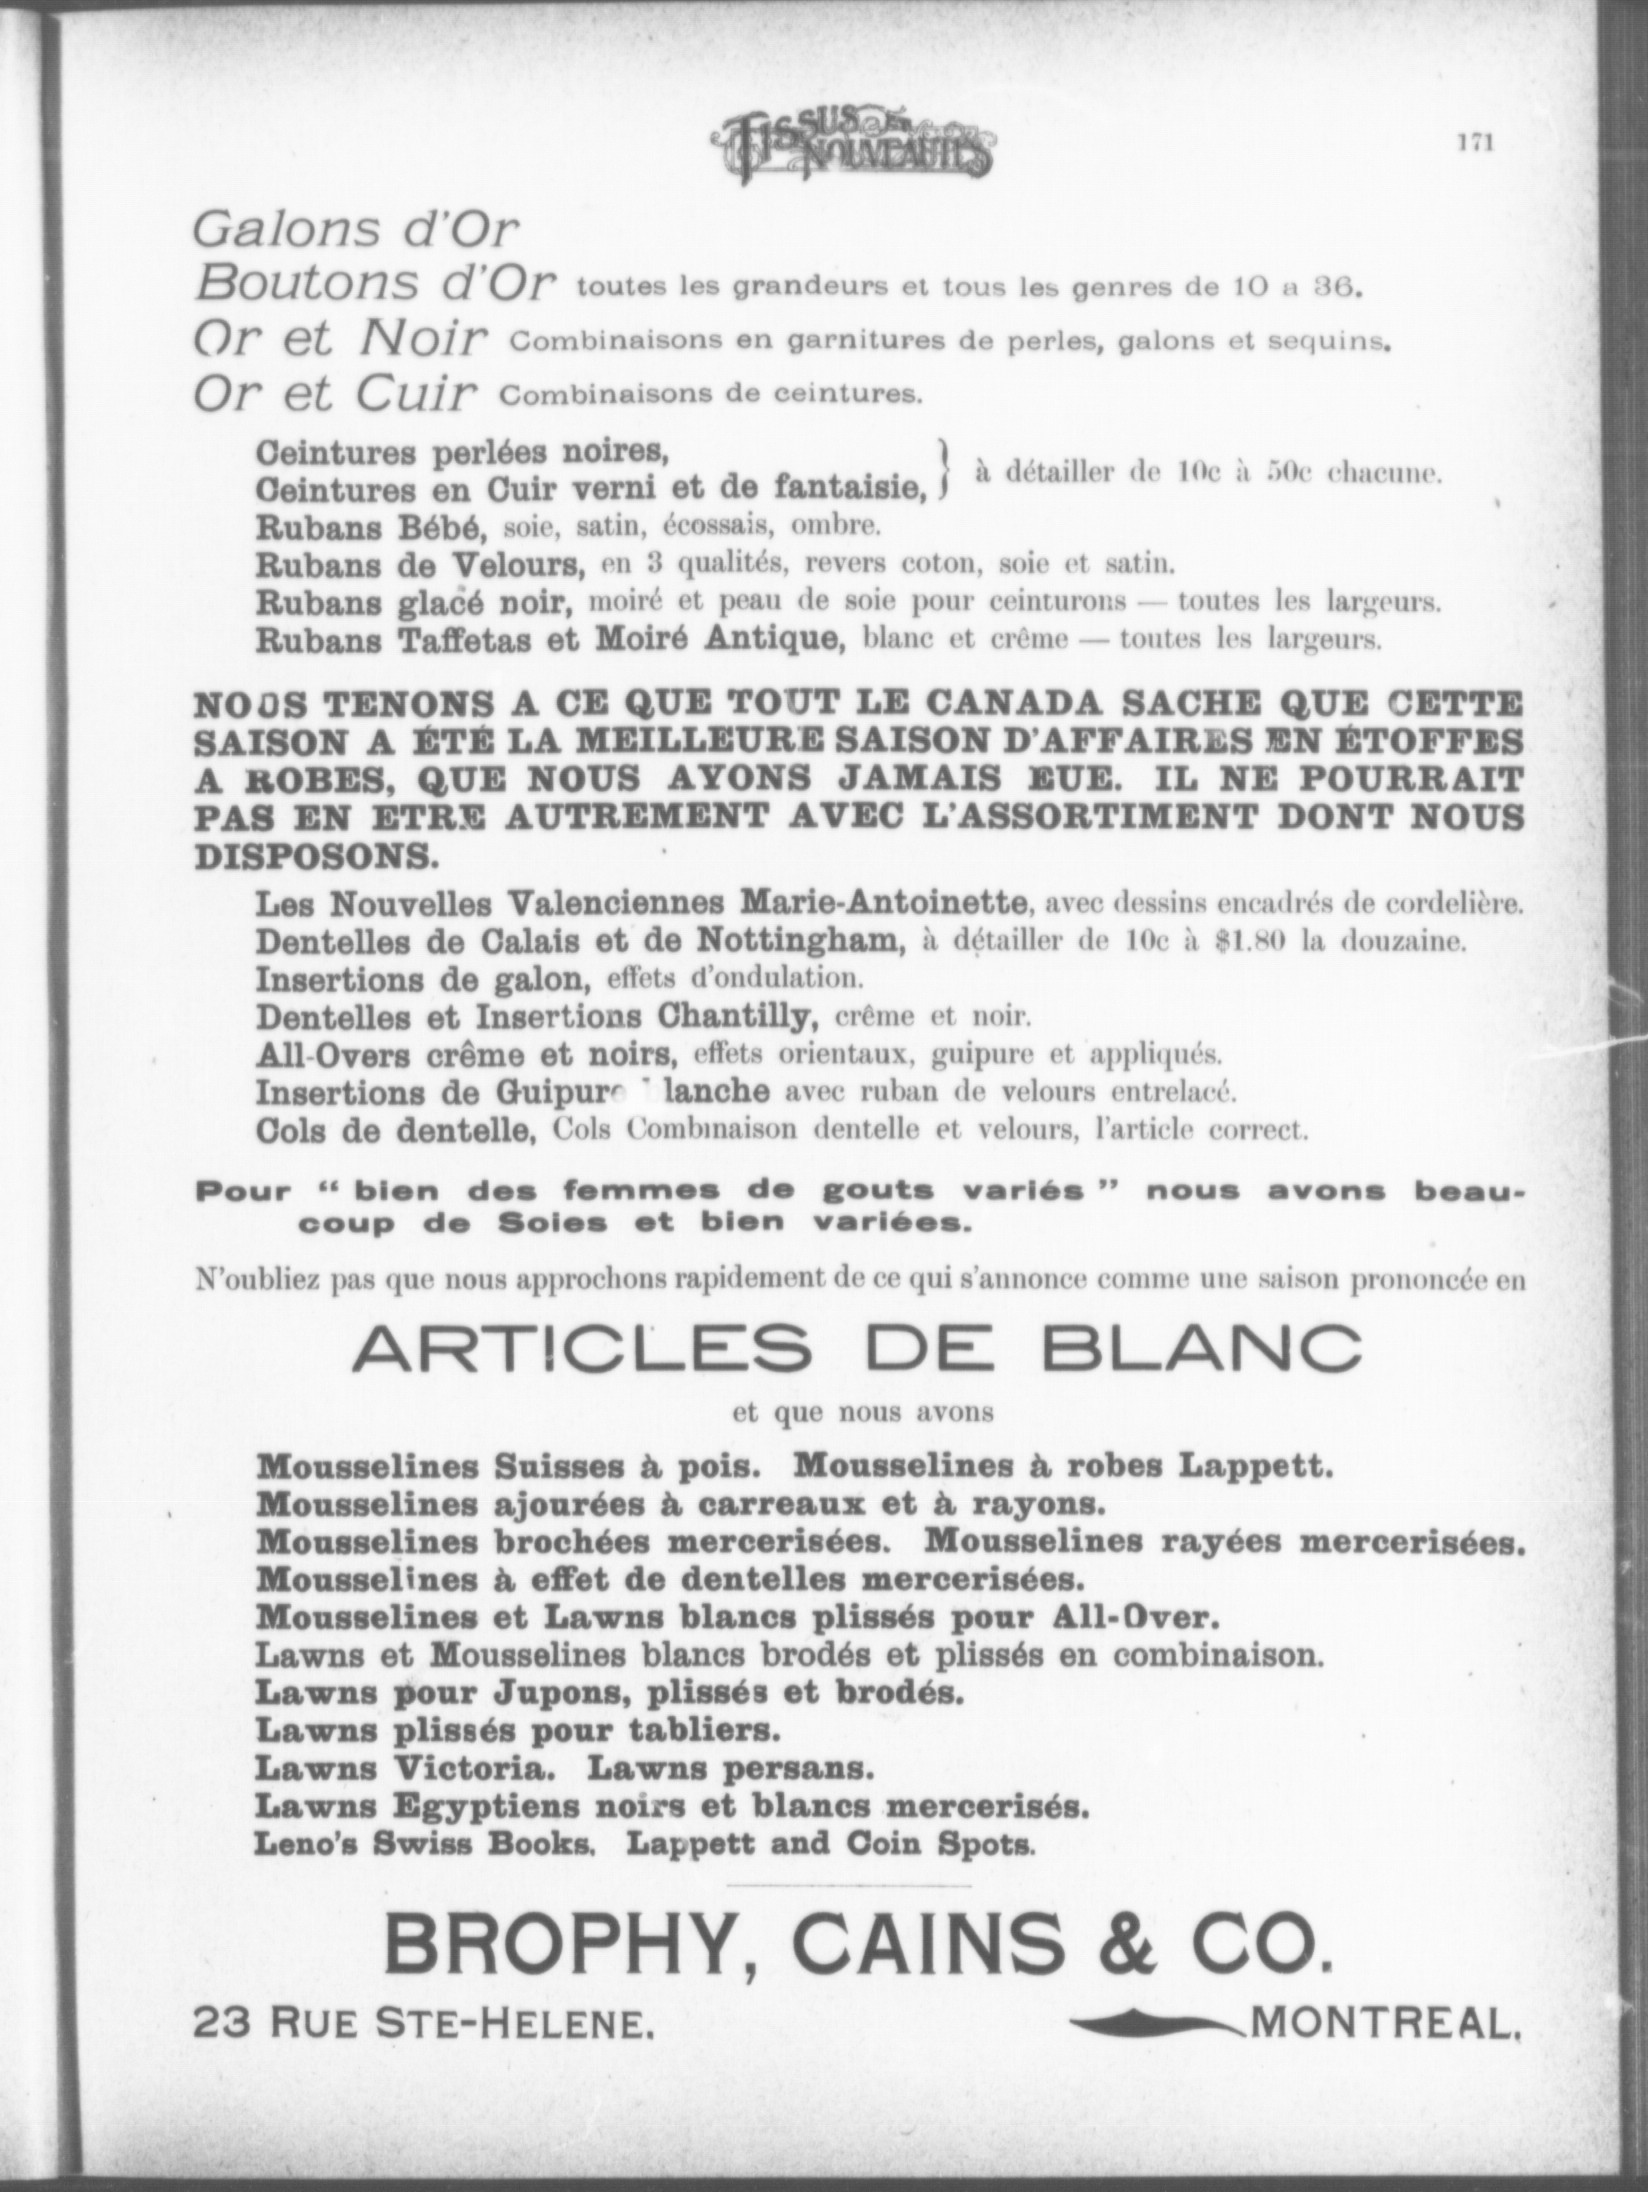 TISSUS ET NOUVEAUTÉS
171
Galons d'Or
Boutons d'Or toutes les grandeurs et tous les genres de 10 a 36.
Or et Noir Combinaisons en garnitures de perles, galons et sequins.
Or et Cuir Combinaisons de ceintures.
Ceintures perlées noires,
Ceintures en Cuir verni et de fantaisie, } à détailler de 10c à 50c chacune.
Rubans Bébé, soie, satin, écossais, ombre.
Rubans de Velours, en 3 qualités, revers coton, soie et satin.
Rubans glacé noir, moiré et peau de soie pour ceinturons — toutes les largeurs.
Rubans Taffetas et Moiré Antique, blanc et crême — toutes les largeurs.
NOUS TENONS A CE QUE TOUT LE CANADA SACHE QUE CETTE
SAISON A ÉTÉ LA MEILLEURE SAISON D'AFFAIRES EN ÉTOFFES
A ROBES, QUE NOUS AYONS JAMAIS EUE. IL NE POURRAIT
PAS EN ETRE AUTREMENT AVEC L'ASSORTIMENT DONT NOUS
DISPOSONS.
Les Nouvelles Valenciennes Marie-Antoinette, avec dessins encadrés de cordelière.
Dentelles de Calais et de Nottingham, à détailler de 10c à $1.80 la douzaine.
Insertions de galon, effets d'ondulation.
Dentelles et Insertions Chantilly, crême et noir.
All-Overs crême et noirs, effets orientaux, guipure et appliqués.
Insertions de Guipure blanche avec ruban de velours entrelacé.
Cols de dentelle, Cols Combinaison dentelle et velours, l'article correct.
Pour " bien des femmes de gouts variés " nous avons beau-
coup de Soies et bien variées.
N'oubliez pas que nous approchons rapidement de ce qui s'annonce comme une saison prononcée en
ARTICLES DE BLANC
et que nous avons
Mousselines Suisses à pois. Mousselines à robes Lappett.
Mousselines ajourées à carreaux et à rayons.
Mousselines brochées mercerisées. Mousselines rayées mercerisées.
Mousselines à effet de dentelles mercerisées.
Mousselines et Lawns blancs plissés pour All-Over.
Lawns et Mousselines blancs brodés et plissés en combinaison.
Lawns pour Jupons, plissés et brodés.
Lawns plissés pour tabliers.
Lawns Victoria. Lawns persans.
Lawns Egyptiens noirs et blancs mercerisés.
Leno's Swiss Books. Lappett and Coin Spots.
BROPHY, CAINS & CO.
23 RUE STE-HELENE. MONTREAL.